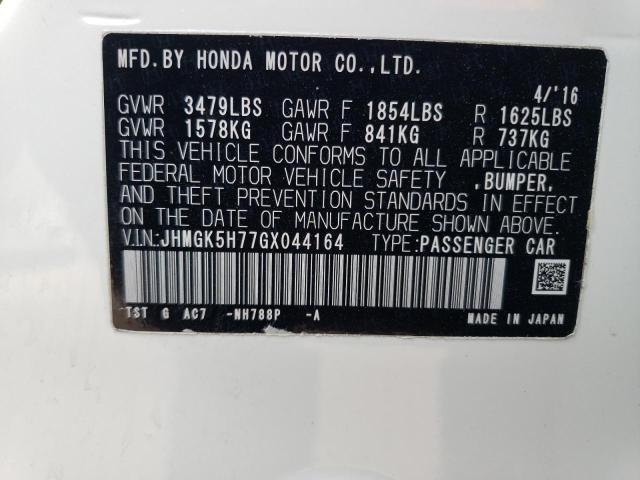 MFD.BY HONDA MOTOR CO.,LTD.
4/'16
GVWR 3479LBS GAWR F 1854LBS R 1625LBS
GVWR 1578KG GAWR F 841KG R 737KG
THIS VEHICLE CONFORMS TO ALL APPLICABLE
FEDERAL MOTOR VEHICLE SAFETY ,BUMPER,
AND THEFT PREVENTION STANDARDS IN EFFECT
ON THE DATE OF MANUFACTURE SHOWN ABOVE.
V.IN:JHMGK5H77GX044164 TYPE:PASSENGER CAR
TST G AC7 -NH788P -A MADE IN JAPAN